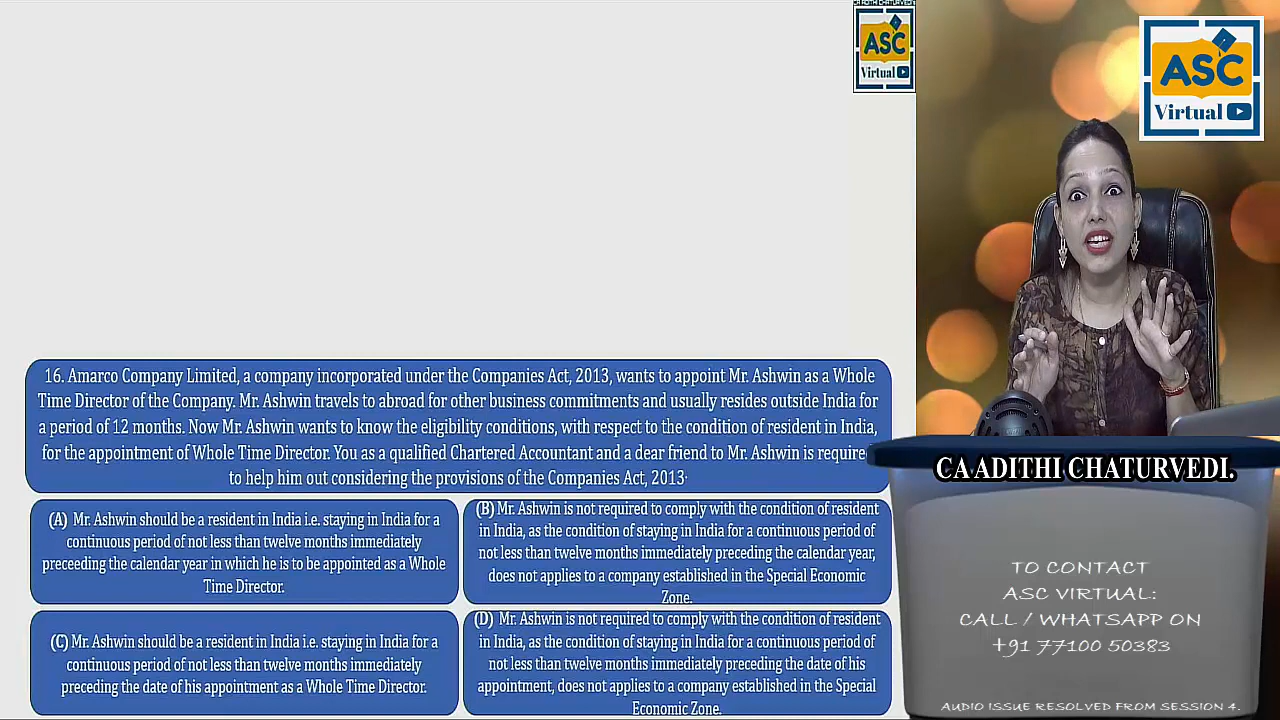 CA ADITHI CHATURVEDI
ASC
Virtual
ASC
Virtual
16. Amarco Company Limited, a company incorporated under the Companies Act, 2013, wants to appoint Mr. Ashwin as a Whole
Time Director of the Company. Mr. Ashwin travels to abroad for other business commitments and usually resides outside India for
a period of 12 months. Now Mr. Ashwin wants to know the eligibility conditions, with respect to the condition of resident in India,
for the appointment of Whole Time Director. You as a qualified Chartered Accountant and a dear friend to Mr. Ashwin is require
to help him out considering the provisions of the Companies Act, 2013.
(A) Mr. Ashwin should be a resident in India i.e. staying in India for a
continuous period of not less than twelve months immediately
preceeding the calendar year in which he is to be appointed as a Whole
Time Director.
(B) Mr. Ashwin is not required to comply with the condition of resident
in India, as the condition of staying in India for a continuous period of
not less than twelve months immediately preceding the calendar year,
does not applies to a company established in the Special Economic
Zone.
(C) Mr. Ashwin should be a resident in India i.e. staying in India for a
continuous period of not less than twelve months immediately
preceding the date of his appointment as a Whole Time Director.
(D) Mr. Ashwin is not required to comply with the condition of resident
in India, as the condition of staying in India for a continuous period of
not less than twelve months immediately preceding the date of his
appointment, does not applies to a company established in the Special
Economic Zone.
CA ADITHI CHATURVEDI.
TO CONTACT
ASC VIRTUAL:
CALL / WHATSAPP ON
+91 77100 50383
AUDIO ISSUE RESOLVED FROM SESSION 4.